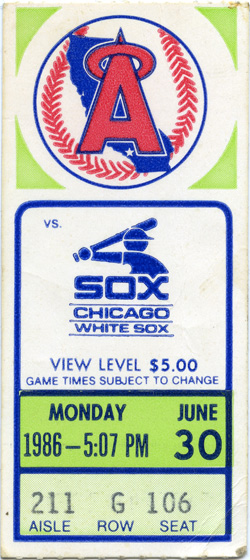 A
VS.
SOX
CHICAGO
WHITE SOX
VIEW LEVEL $5.00
GAME TIMES SUBJECT TO CHANGE
MONDAY JUNE
1986-5:07 PM 30
211 G 106
AISLE ROW SEAT